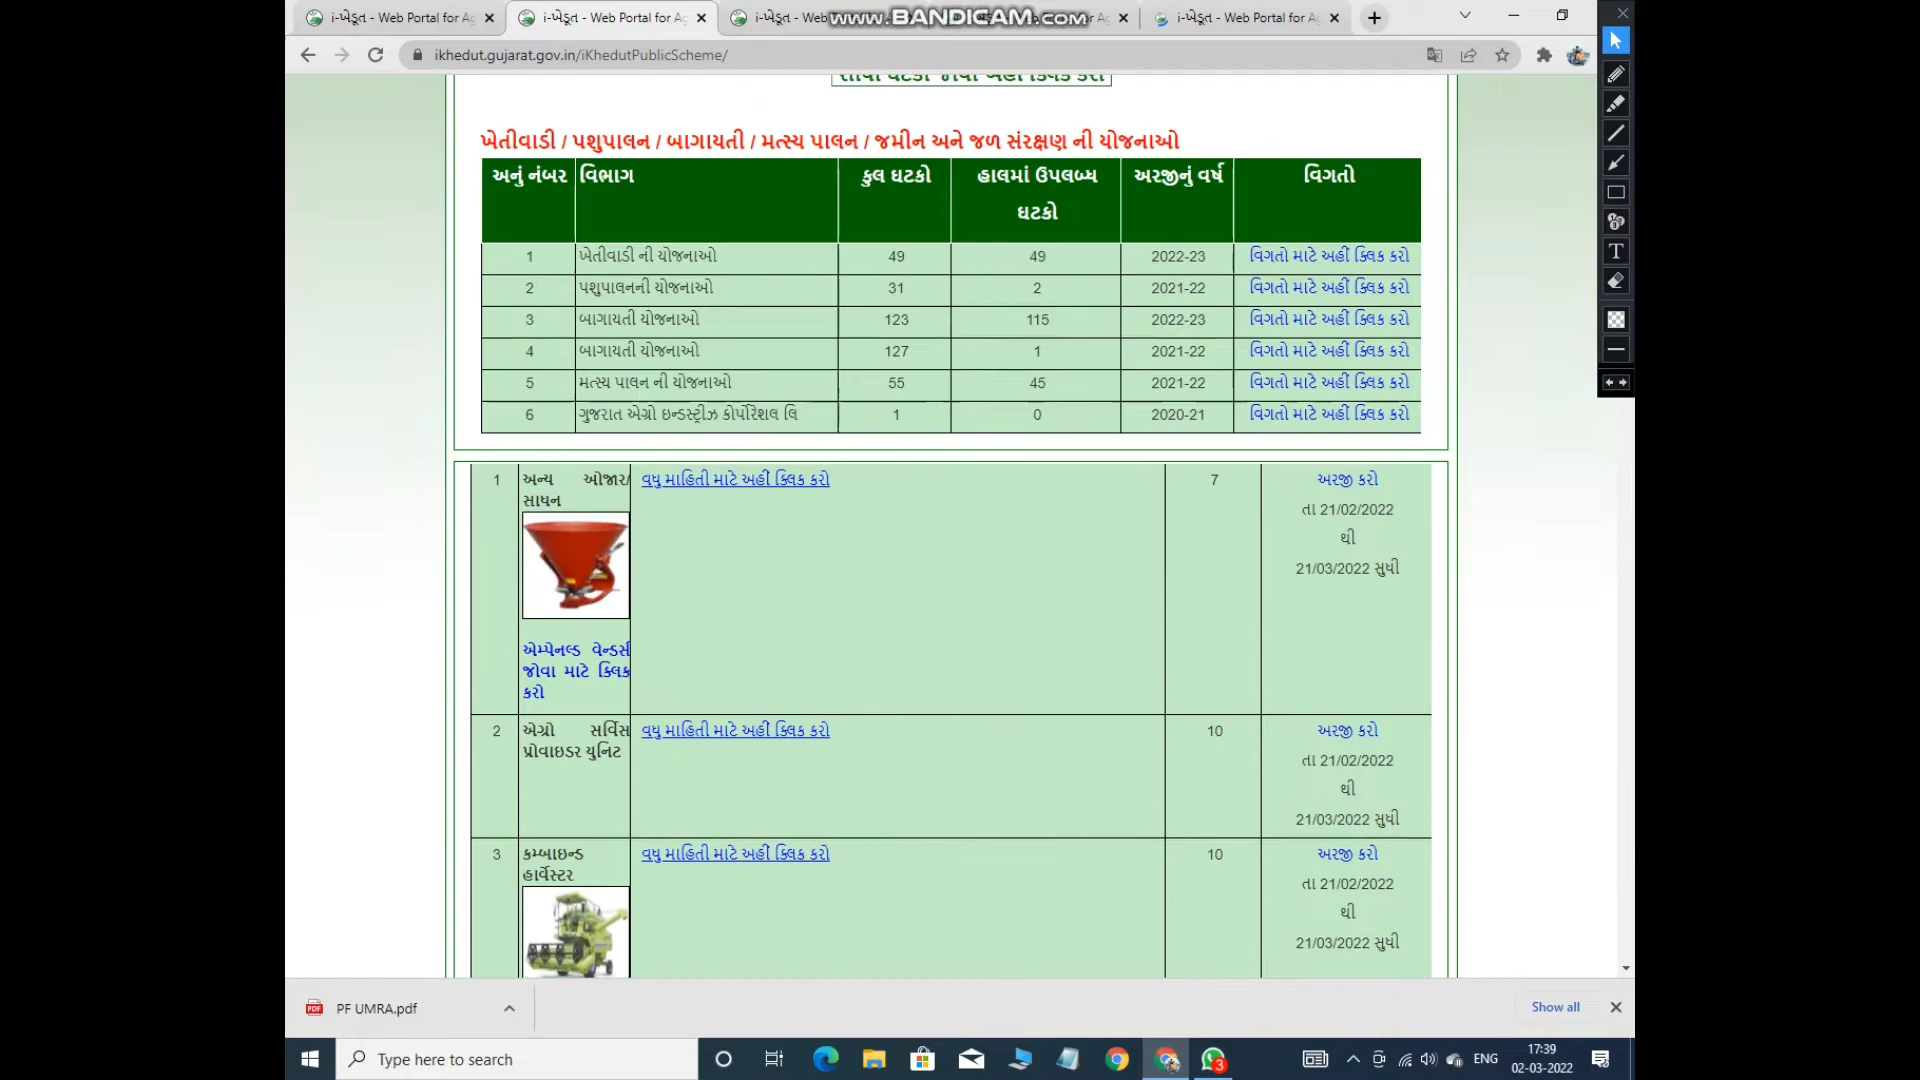 i-ખેડૂત - Web Portal for Ag
i-ખેડૂત - Web Portal for Ag
i-ખેડૂત - Web
www.BANDICAM.com
i-ખેડૂત - Web Portal for Ag
ikhedut.gujarat.gov.in/iKhedutPublicScheme/
ખેતીવાડી / પશુપાલન / બાગાયતી / મત્સ્ય પાલન / જમીન અને જળ સંરક્ષણ ની યોજનાઓ
અનું નંબર વિભાગ કુલ ઘટકો હાલમાં ઉપલબ્ધ ઘટકો અરજીનું વર્ષ વિગતો
1 ખેતીવાડી ની યોજનાઓ 49 49 2022-23 વિગતો માટે અહીં ક્લિક કરો
2 પશુપાલનની યોજનાઓ 31 2 2021-22 વિગતો માટે અહીં ક્લિક કરો
3 બાગાયતી યોજનાઓ 123 115 2022-23 વિગતો માટે અહીં ક્લિક કરો
4 બાગાયતી યોજનાઓ 127 1 2021-22 વિગતો માટે અહીં ક્લિક કરો
5 મત્સ્ય પાલન ની યોજનાઓ 55 45 2021-22 વિગતો માટે અહીં ક્લિક કરો
6 ગુજરાત એગ્રો ઇન્ડસ્ટ્રીઝ કોર્પોરેશલ લિ 1 0 2020-21 વિગતો માટે અહીં ક્લિક કરો
1 અન્ય ઓજાર/ વધુ માહિતી માટે અહીં ક્લિક કરો 7 અરજી કરો
સાધન
તા 21/02/2022
થી
21/03/2022 સુધી
એમ્પેનલ્ડ વેન્ડર્સ
જોવા માટે ક્લિક
કરો
2 એગ્રો સર્વિસ વધુ માહિતી માટે અહીં ક્લિક કરો 10 અરજી કરો
પ્રોવાઇડર યુનિટ
તા 21/02/2022
થી
21/03/2022 સુધી
3 કમ્બાઇન્ડ વધુ માહિતી માટે અહીં ક્લિક કરો 10 અરજી કરો
હાર્વેસ્ટર
તા 21/02/2022
થી
21/03/2022 સુધી
PF UMRA.pdf
Show all
Type here to search
3
ENG
17:39
02-03-2022